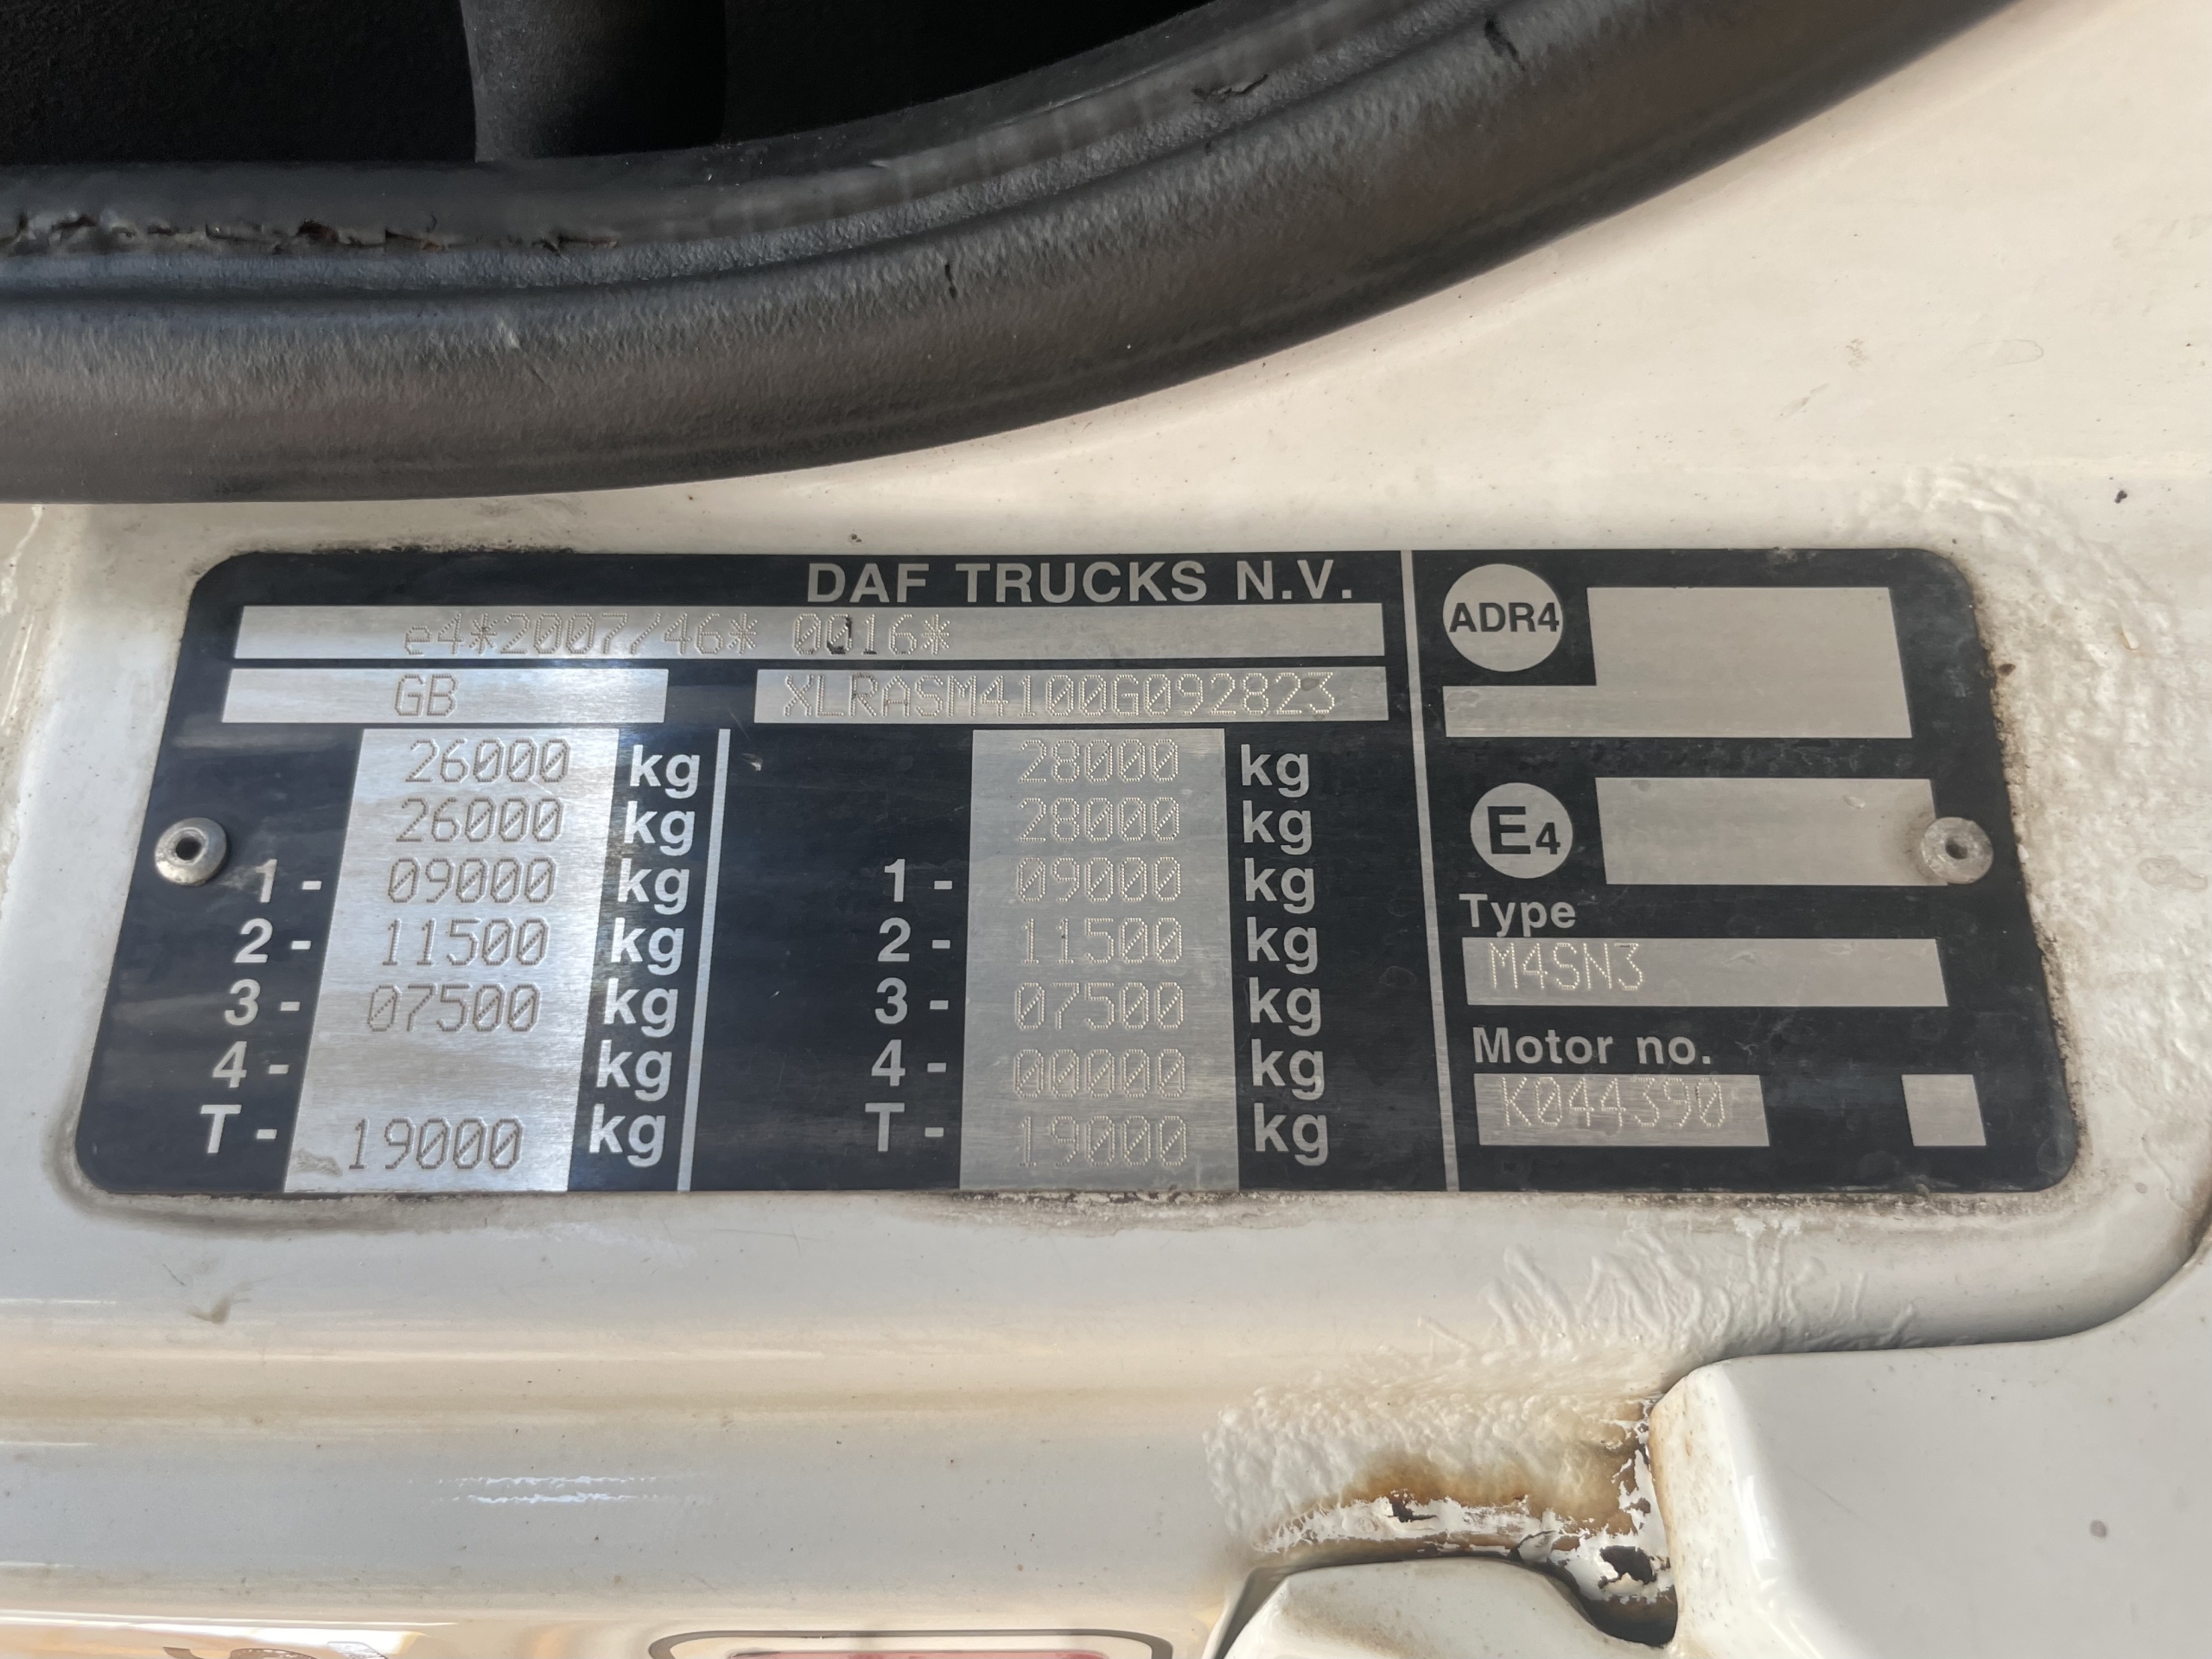 DAF TRUCKS N.V.
e4*2007/46* 0016*
GB XLRASM4100G092823
26000 kg 28000 kg
26000 kg 28000 kg
1- 09000 kg 1- 09000 kg
2- 11500 kg 2- 11500 kg
3- 07500 kg 3- 07500 kg
4- kg 4- 00000 kg
T- 19000 kg T- 19000 kg
ADR4
E4
Type
M4SN3
Motor no.
K044390